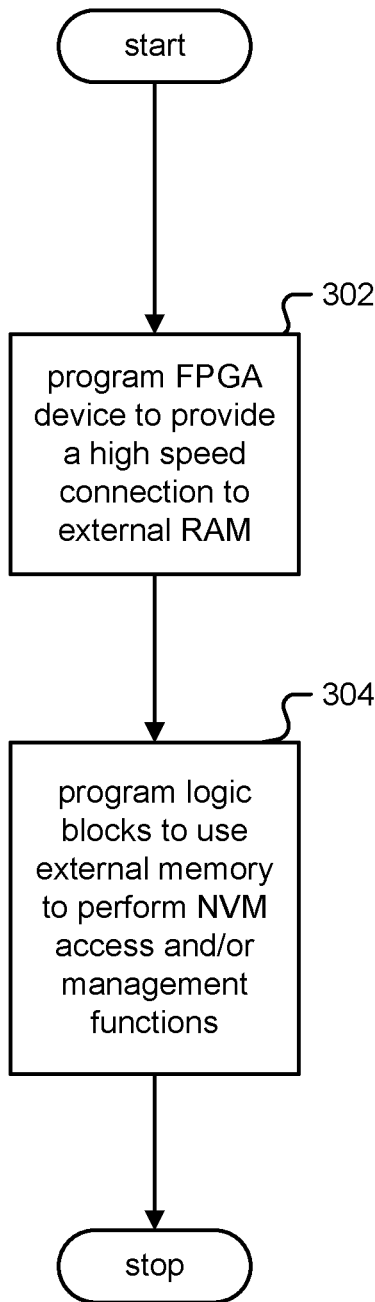 start
302
program FPGA
device to provide
a high speed
connection to
external RAM
304
program logic
blocks to use
external memory
to perform NVM
access and/or
management
functions
stop